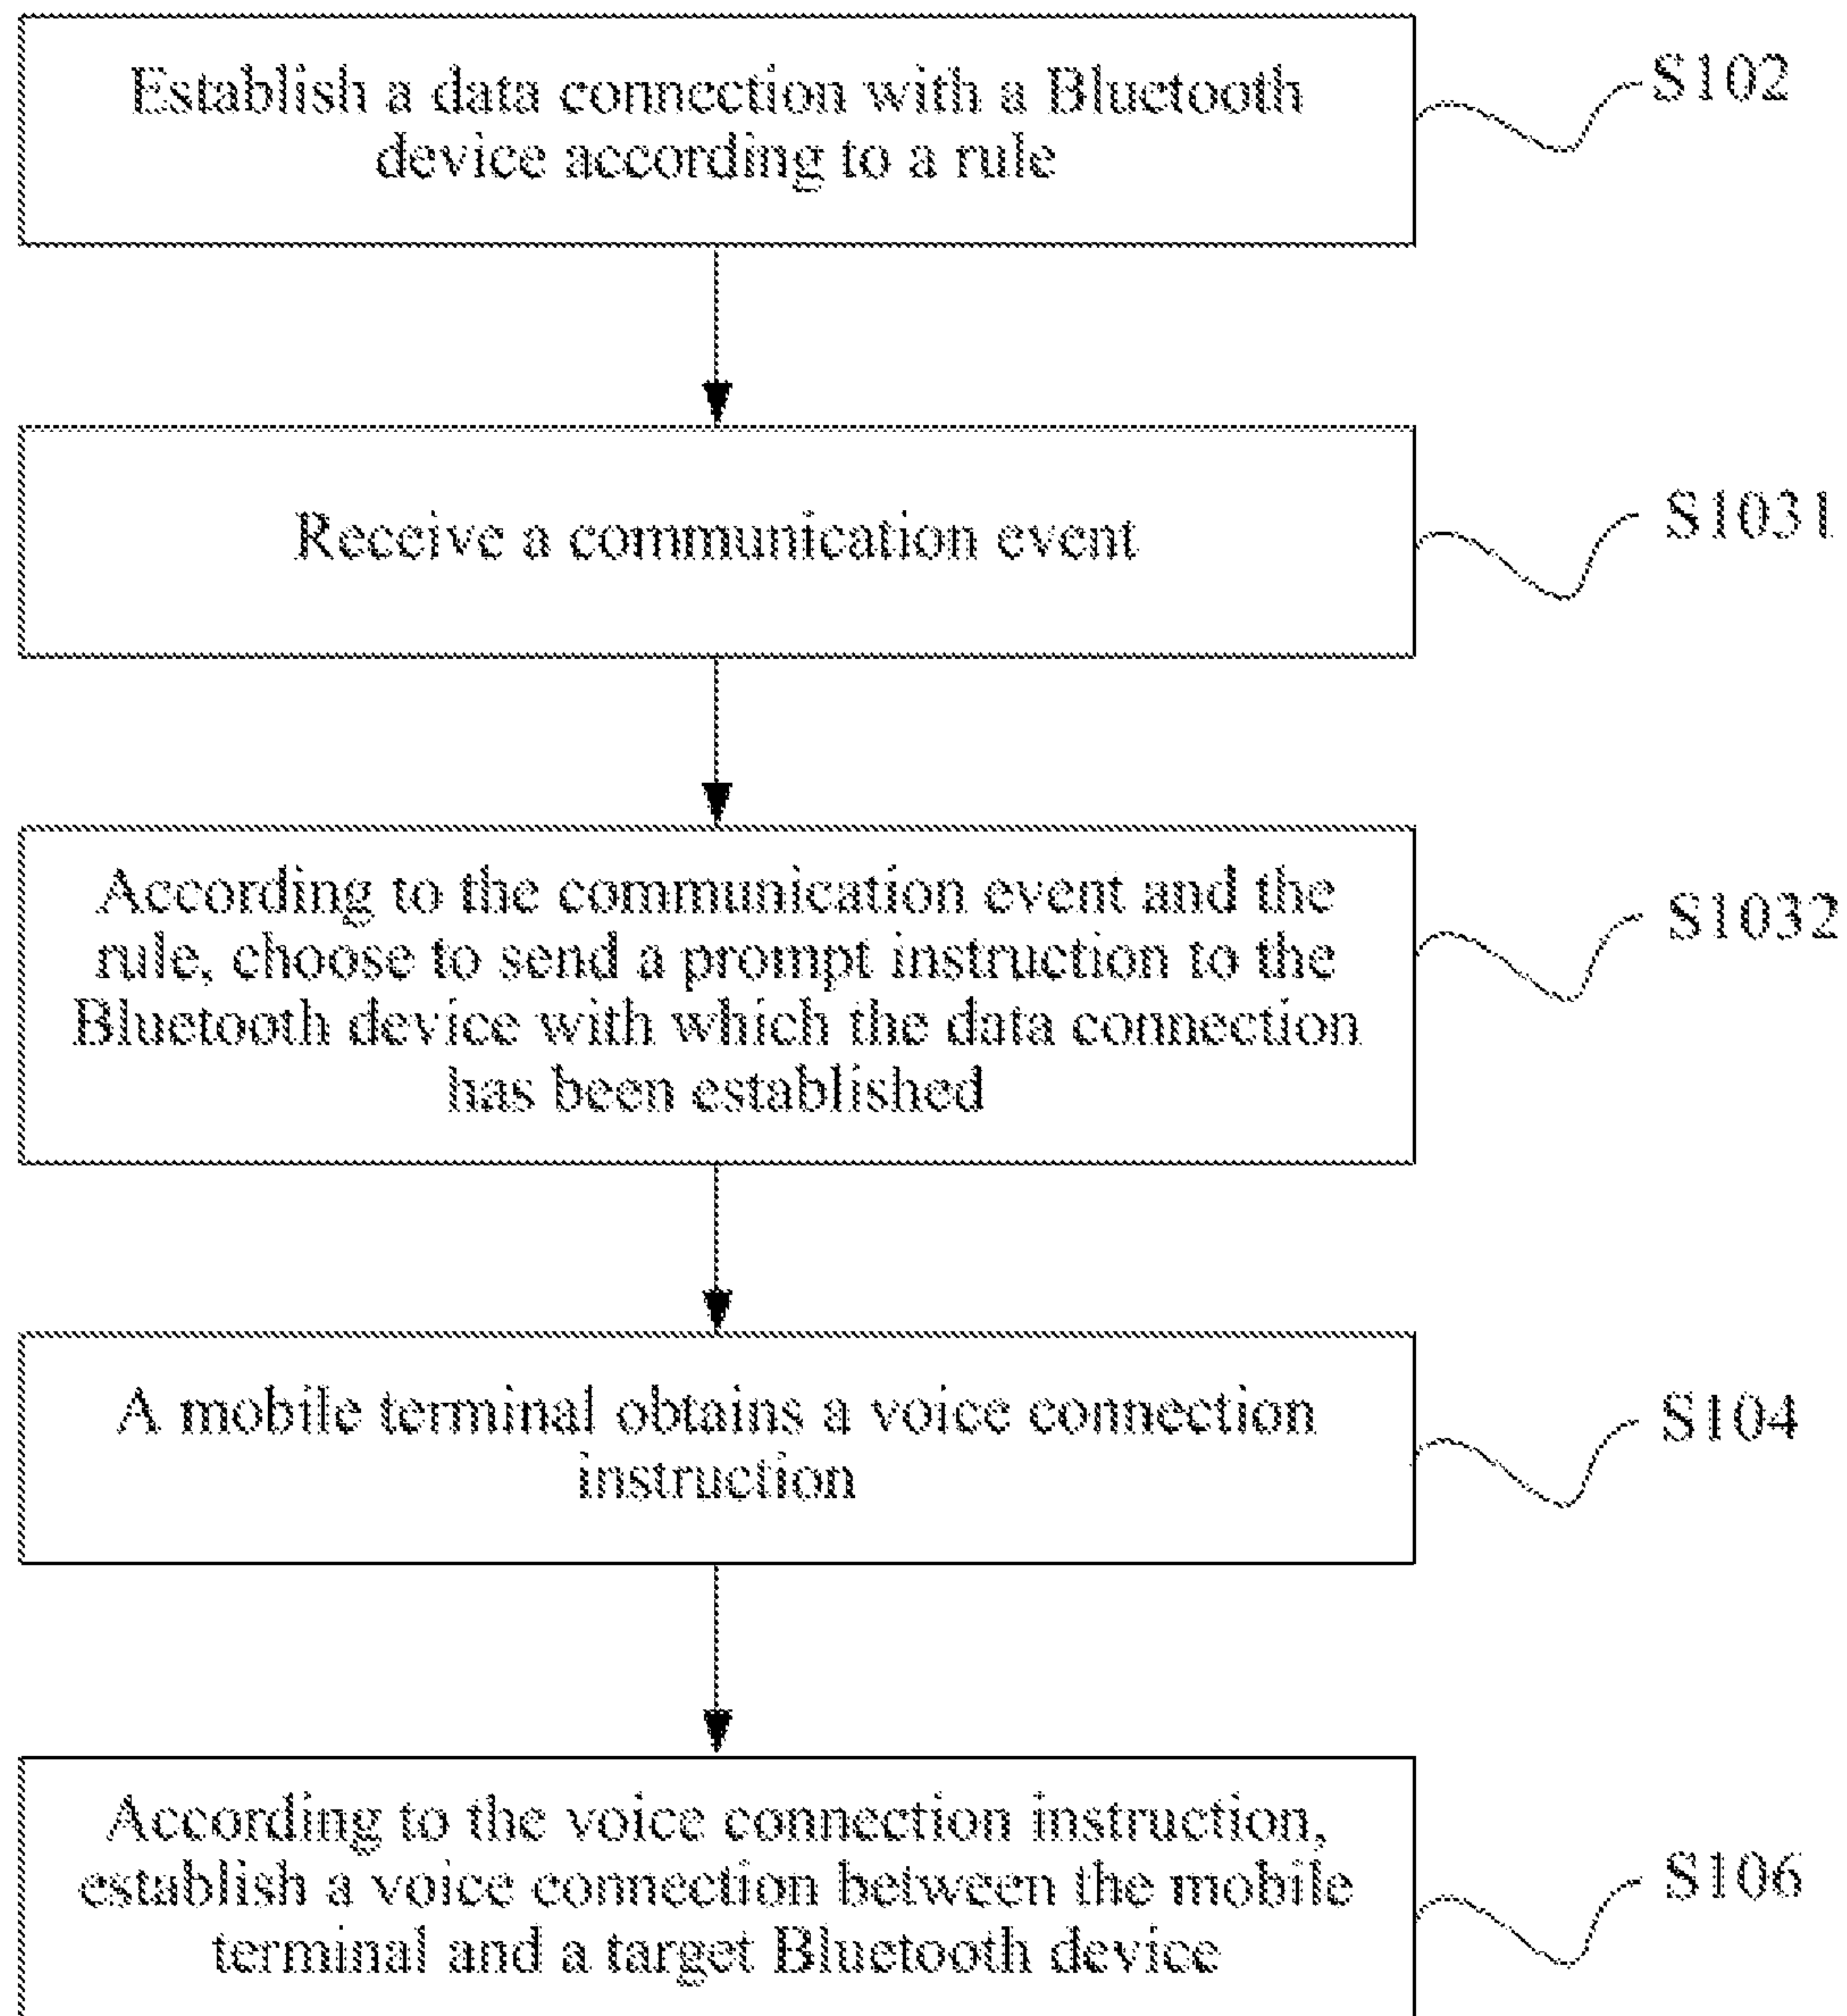 Establish a data connection with a Bluetooth
device according to a rule
S102
Receive a communication event
S1031
According to the communication event and the
rule, choose to send a prompt instruction to the
Bluetooth device with which the data connection
has been established
S1032
A mobile terminal obtains a voice connection
instruction
S104
According to the voice connection instruction,
establish a voice connection between the mobile
terminal and a target Bluetooth device
S106